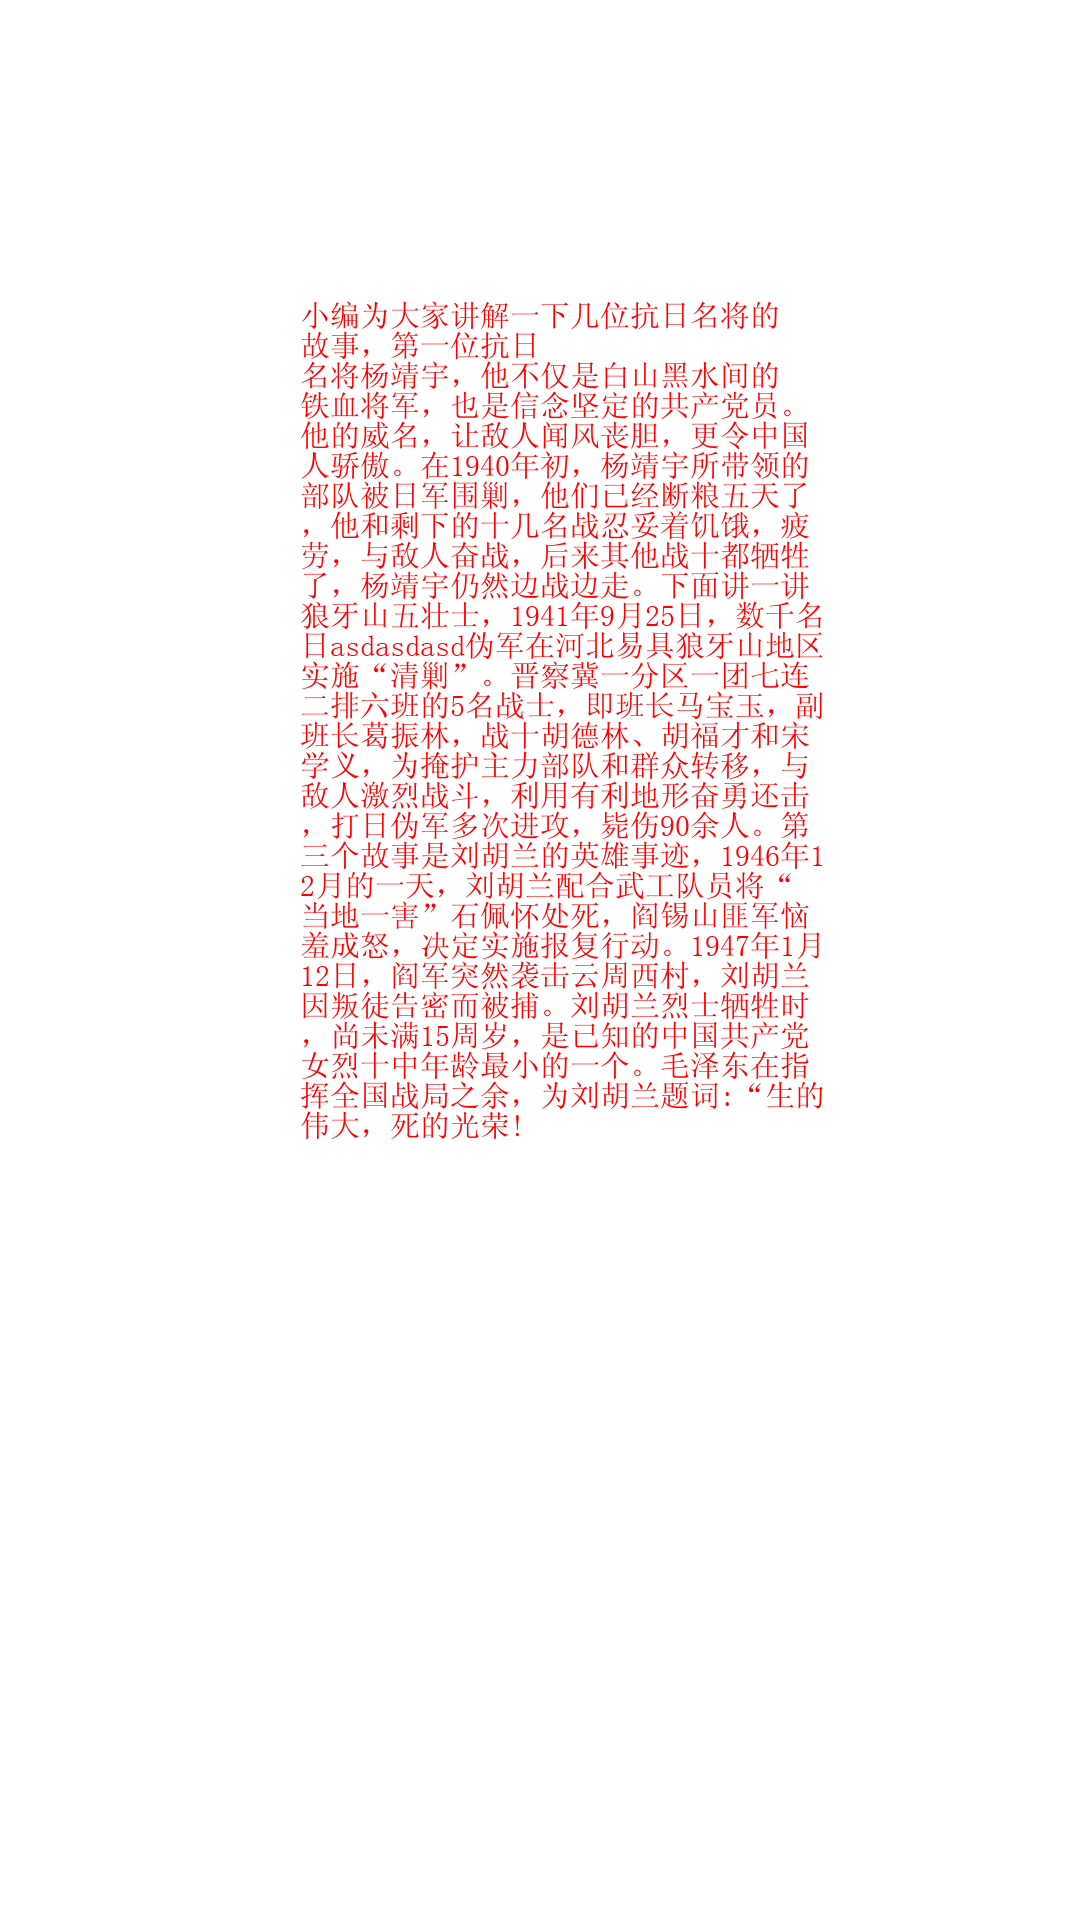 小编为大家讲解一下几位抗日名将的
故事，第一位抗日
名将杨靖宇，他不仅是白山黑水间的
铁血将军，也是信念坚定的共产党员。
他的威名，让敌人闻风丧胆，更令中国
人骄傲。在1940年初，杨靖宇所带领的
部队被日军围剿，他们已经断粮五天了
，他和剩下的十几名战忍妥着饥饿，疲
劳，与敌人奋战，后来其他战十都牺牲
了，杨靖宇仍然边战边走。下面讲一讲
狼牙山五壮士，1941年9月25日，数千名
日asdasdasd伪军在河北易具狼牙山地区
实施“清剿”。晋察冀一分区一团七连
二排六班的5名战士，即班长马宝玉，副
班长葛振林，战十胡德林、胡福才和宋
学义，为掩护主力部队和群众转移，与
敌人激烈战斗，利用有利地形奋勇还击
，打日伪军多次进攻，毙伤90余人。第
三个故事是刘胡兰的英雄事迹，1946年1
2月的一天，刘胡兰配合武工队员将“
当地一害”石佩怀处死，阎锡山匪军恼
羞成怒，决定实施报复行动。1947年1月
12日，阎军突然袭击云周西村，刘胡兰
因叛徒告密而被捕。刘胡兰烈士牺牲时
，尚未满15周岁，是已知的中国共产党
女烈十中年龄最小的一个。毛泽东在指
挥全国战局之余，为刘胡兰题词:“生的
伟大，死的光荣!